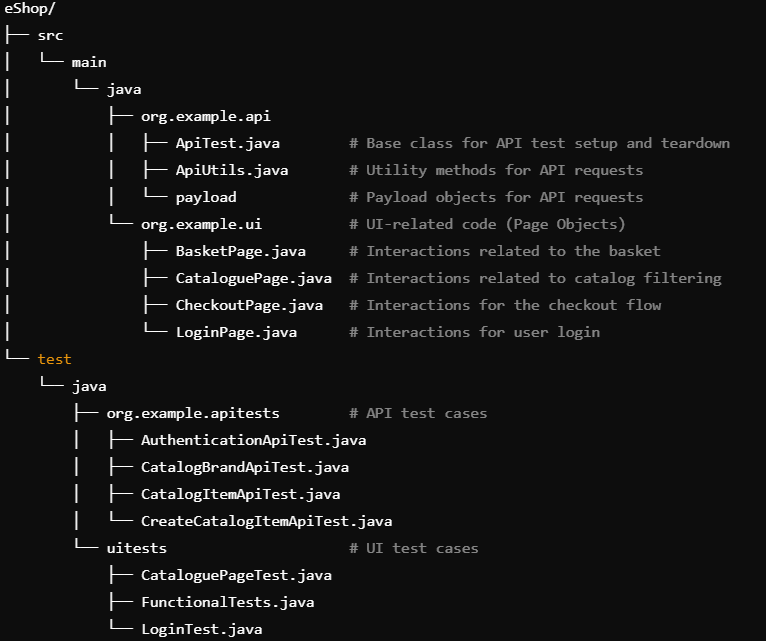 eShop/
├── src
│   └── main
│       └── java
│           ├── org.example.api
│           │   ├── ApiTest.java        # Base class for API test setup and teardown
│           │   ├── ApiUtils.java       # Utility methods for API requests
│           │   └── payload             # Payload objects for API requests
│           └── org.example.ui          # UI-related code (Page Objects)
│               ├── BasketPage.java     # Interactions related to the basket
│               ├── CataloguePage.java  # Interactions related to catalog filtering
│               ├── CheckoutPage.java   # Interactions for the checkout flow
│               └── LoginPage.java      # Interactions for user login
└── test
    └── java
        ├── org.example.apitests        # API test cases
        │   ├── AuthenticationApiTest.java
        │   ├── CatalogBrandApiTest.java
        │   ├── CatalogItemApiTest.java
        │   └── CreateCatalogItemApiTest.java
        └── uitests                     # UI test cases
            ├── CataloguePageTest.java
            ├── FunctionalTests.java
            └── LoginTest.java